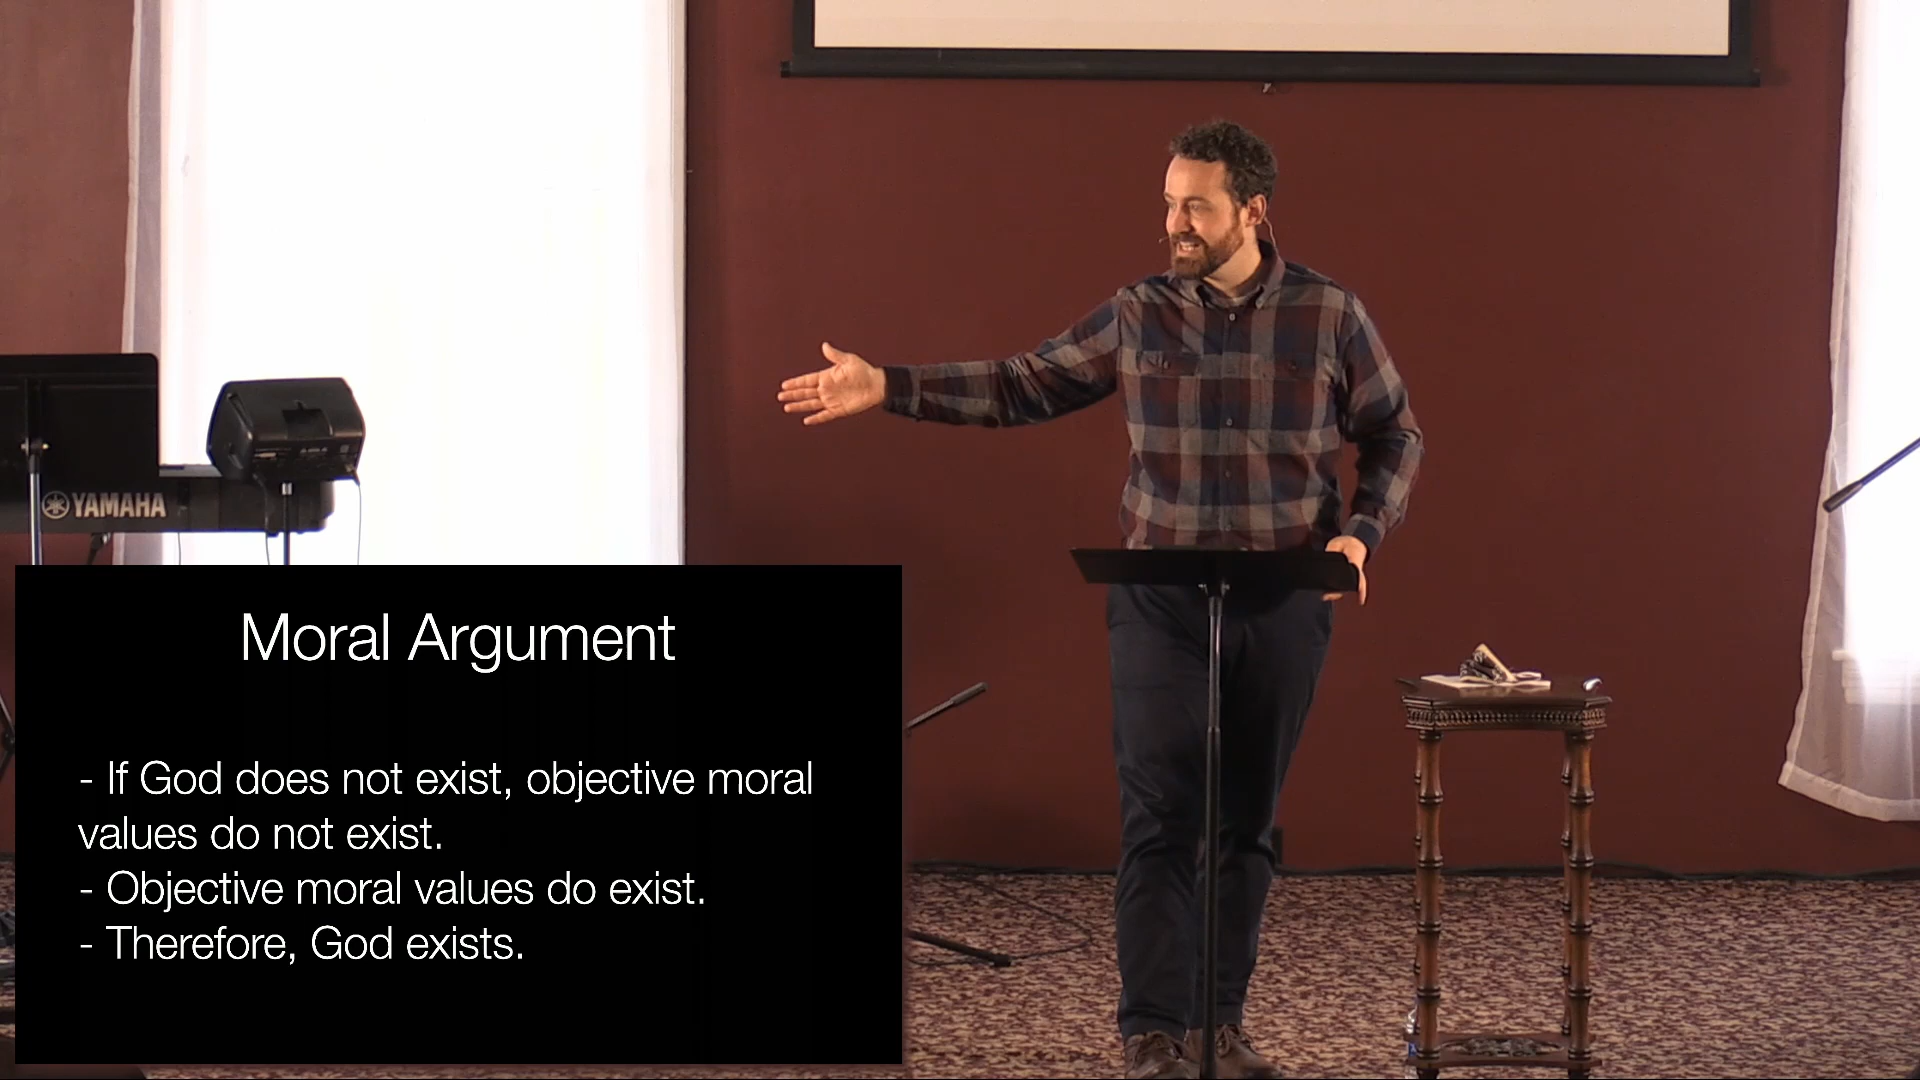 YAMAHA
Moral Argument
- If God does not exist, objective moral
values do not exist.
- Objective moral values do exist.
- Therefore, God exists.